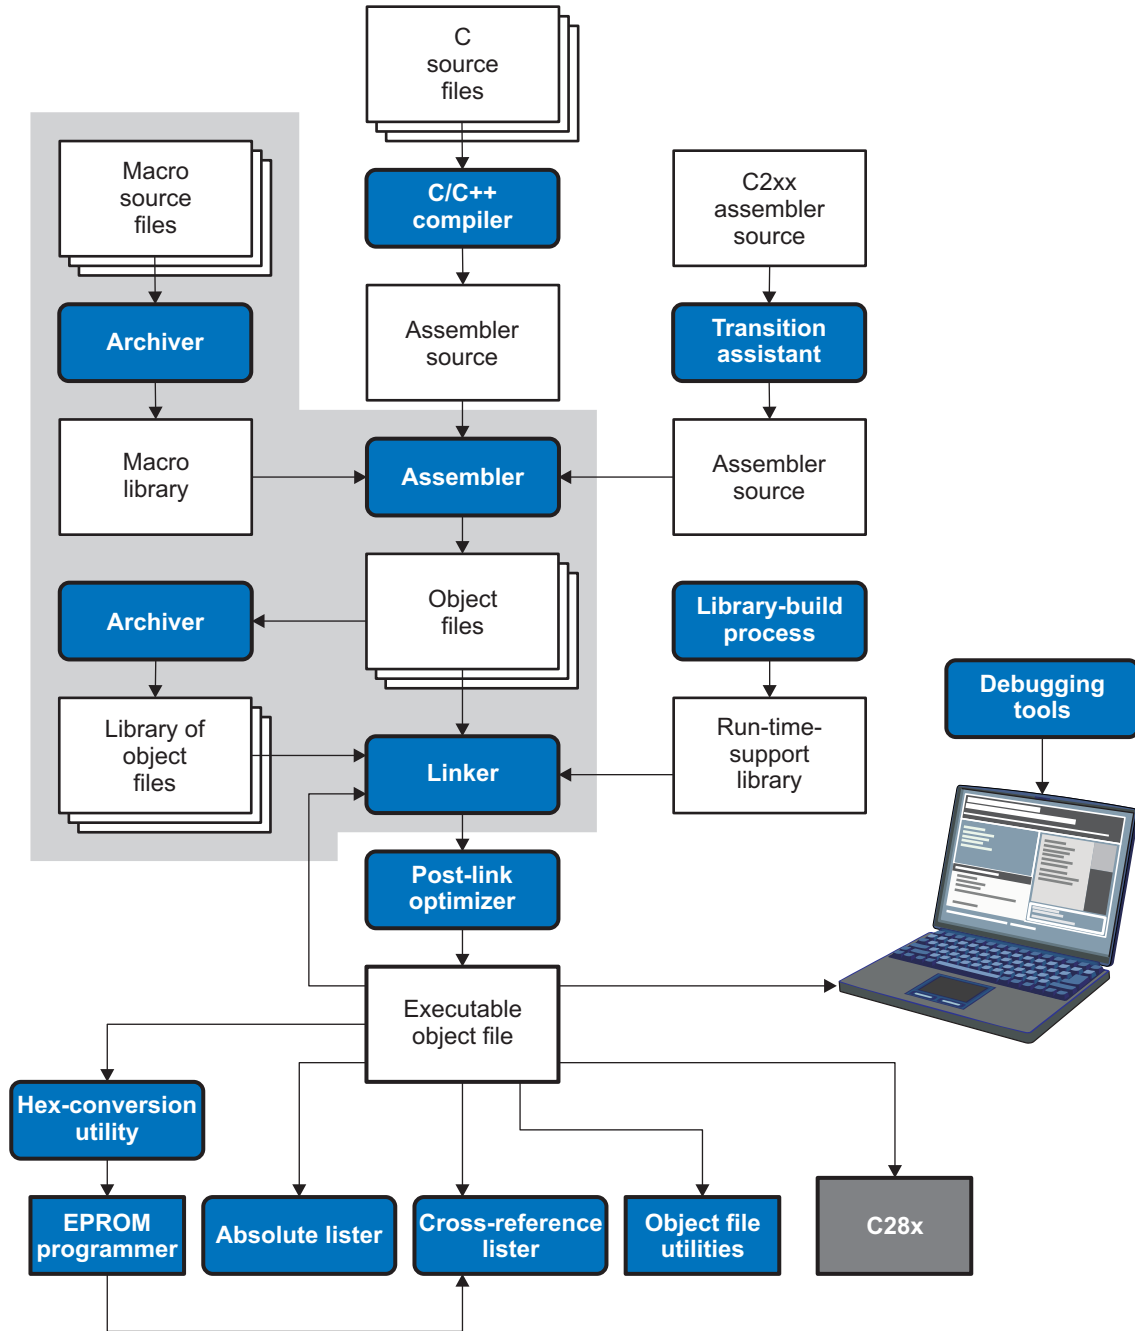 C
source
files
Macro
source
files
C/C++
compiler
C2xx
assembler
source
Archiver
Assembler
source
Transition
assistant
Macro
library
Assembler
Assembler
source
Archiver
Object
files
Library-build
process
Library of
object
files
Linker
Run-time-
support
library
Debugging
tools
Post-link
optimizer
Executable
object file
Hex-conversion
utility
EPROM
programmer
Absolute lister
Cross-reference
lister
Object file
utilities
C28x